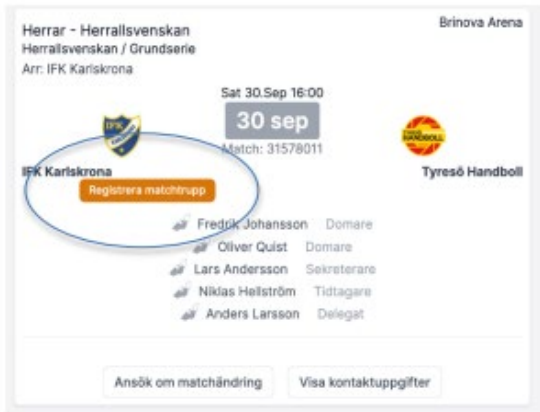 Herrar - Herrallsvenskan
Brinova Arena
Herrallsvenskan / Grundserie
Arr: IFK Karlskrona
Sat 30.Sep 16:00
30 sep
IFK
HANDBOLL
Match: 31578011
IFK Karlskrona
Tyresö Handboll
Registrera matchtrupp
Fredrik Johansson Domare
Oliver Quist Domare
Lars Andersson Sekreterare
Niklas Hellström Tidtagare
Anders Larsson Delegat
Ansök om matchändring
Visa kontaktuppgifter